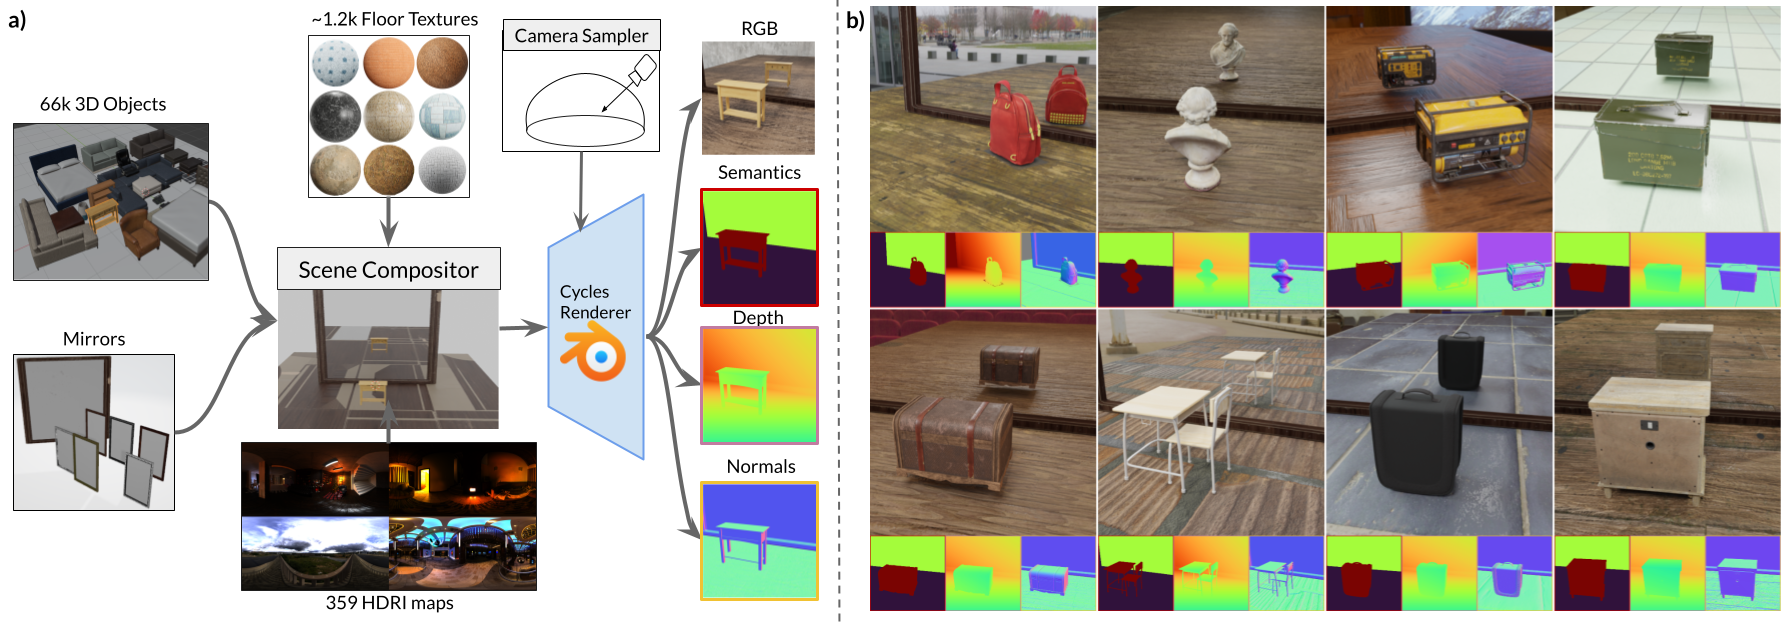 a)
~1.2k Floor Textures
Camera Sampler
RGB
66k 3D Objects
Semantics
Scene Compositor
Cycles
Renderer
Depth
Mirrors
Normals
359 HDRI maps
b)